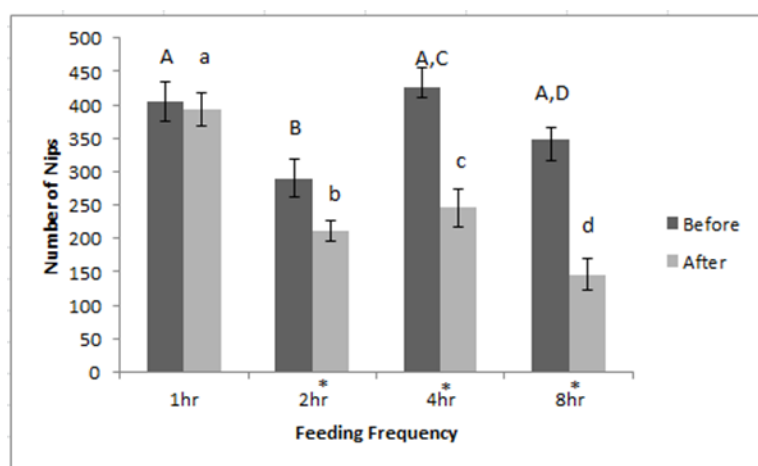 500
450
400
350
300
250
200
150
100
50
0
Number of Nips
A
a
B
b
A,C
c
A,D
d
Before
After
1hr
2hr*
4hr*
8hr*
Feeding Frequency